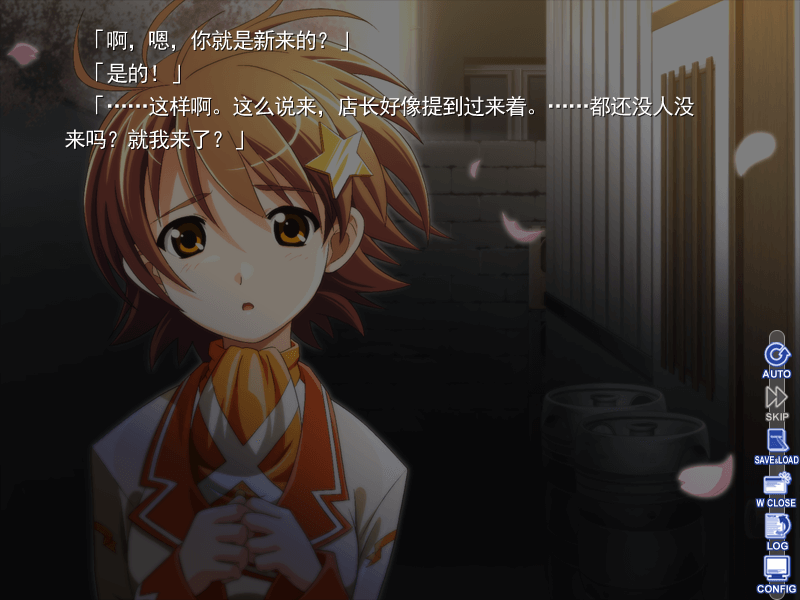 「啊，嗯，你就是新来的？」
「是的！」
「……这样啊。这么说来，店长好像提到过来着。……都还没人没
来吗？就我来了？」
AUTO
SKIP
SAVE&LOAD
W CLOSE
LOG
CONFIG